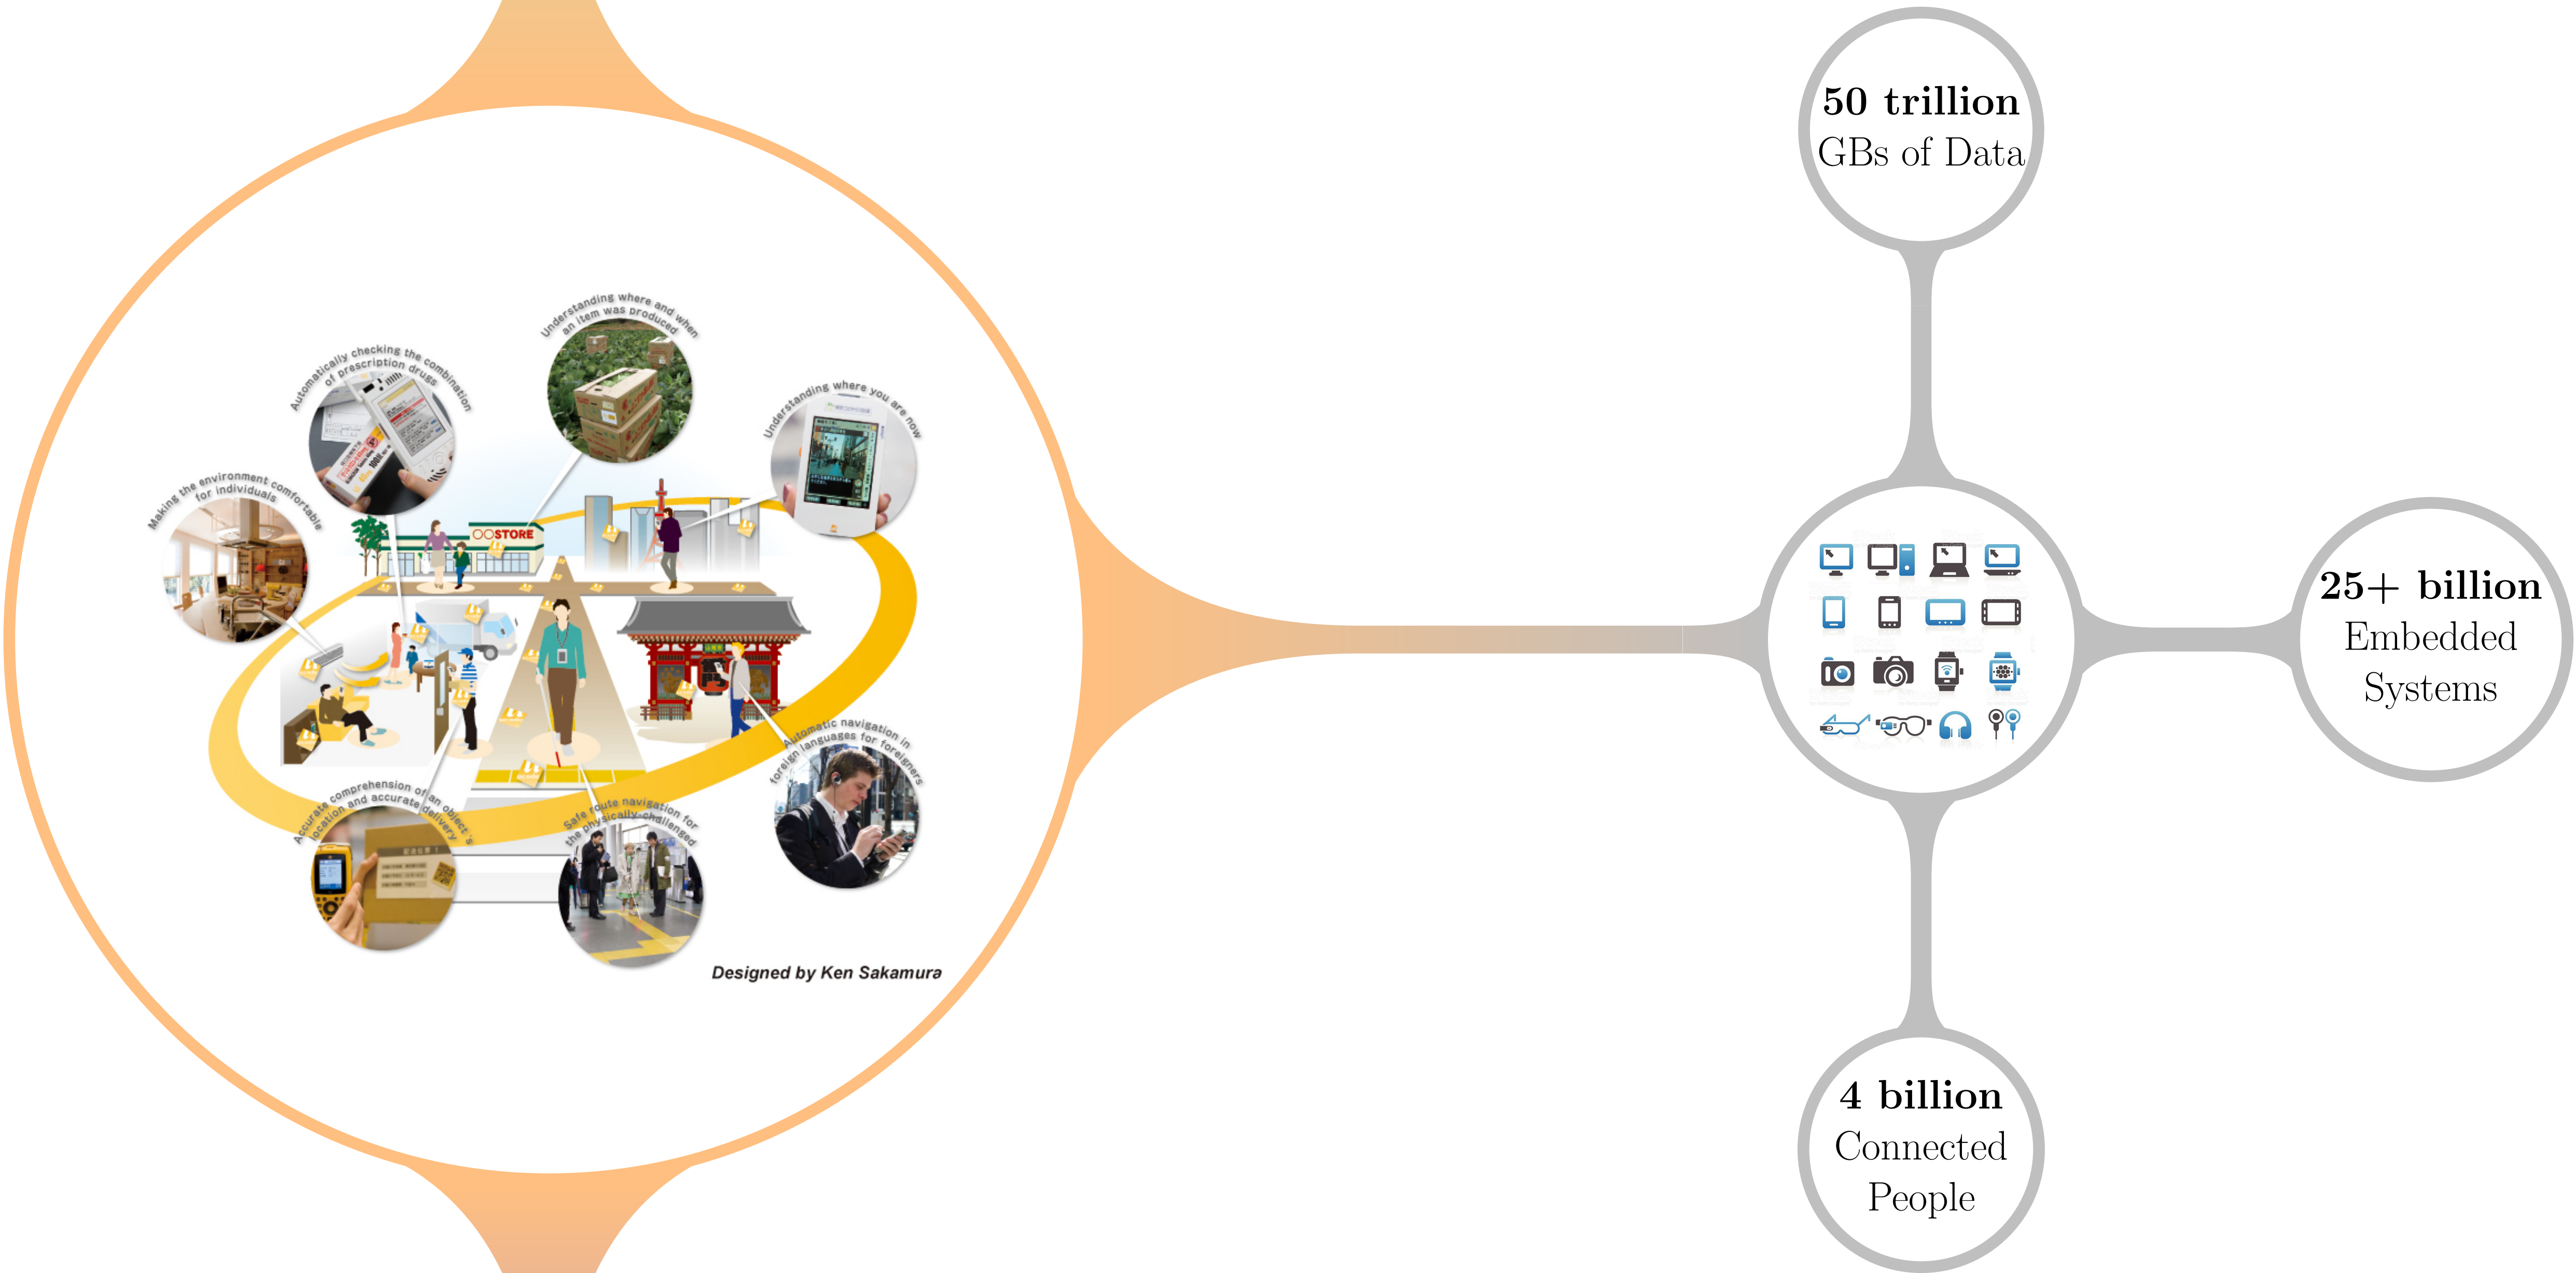 Understanding where and when
an item was produced
Automatically checking the combination
of prescription drugs
Understanding where you are now
Making the environment comfortable
for individuals
OOSTORE
Automatic navigation in
foreign languages for foreigners
Accurate comprehension of an object's
location and accurate delivery
Safe route navigation for
the physically-challenged
Designed by Ken Sakamura
50 trillion
GBs of Data
25+ billion
Embedded
Systems
4 billion
Connected
People